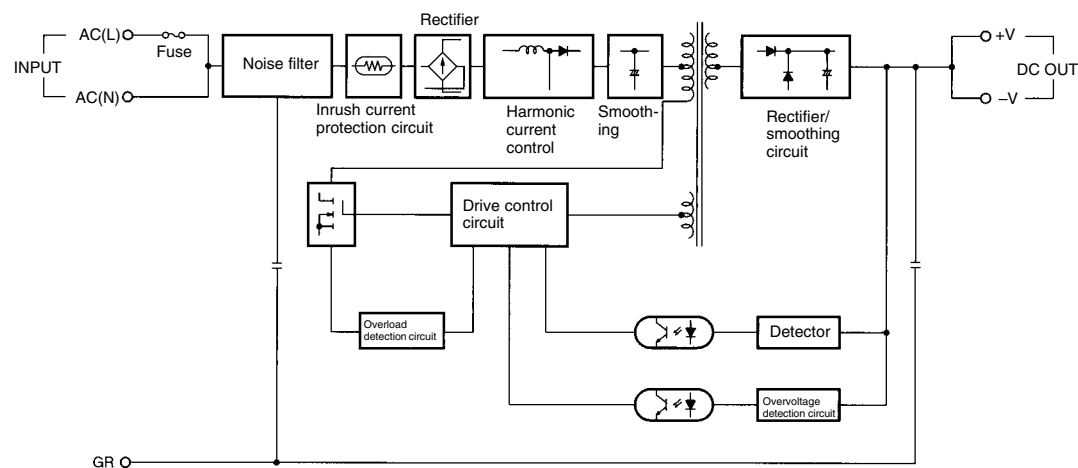 AC(L)
Fuse
INPUT
AC(N)
Noise filter
Inrush current
protection circuit
Rectifier
Harmonic
current
control
Smooth-
ing
Rectifier/
smoothing
circuit
+V
DC OUT
–V
Drive control
circuit
Overload
detection circuit
Detector
Overvoltage
detection circuit
GR